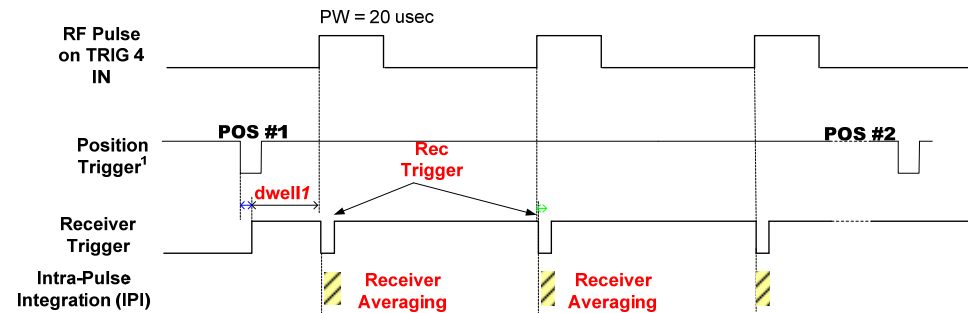 PW = 20 usec
RF Pulse
on TRIG 4
IN
POS #1
POS #2
Position
Trigger1
Rec
Trigger
dwell1
Receiver
Trigger
Intra-Pulse
Integration (IPI)
Receiver
Averaging
Receiver
Averaging